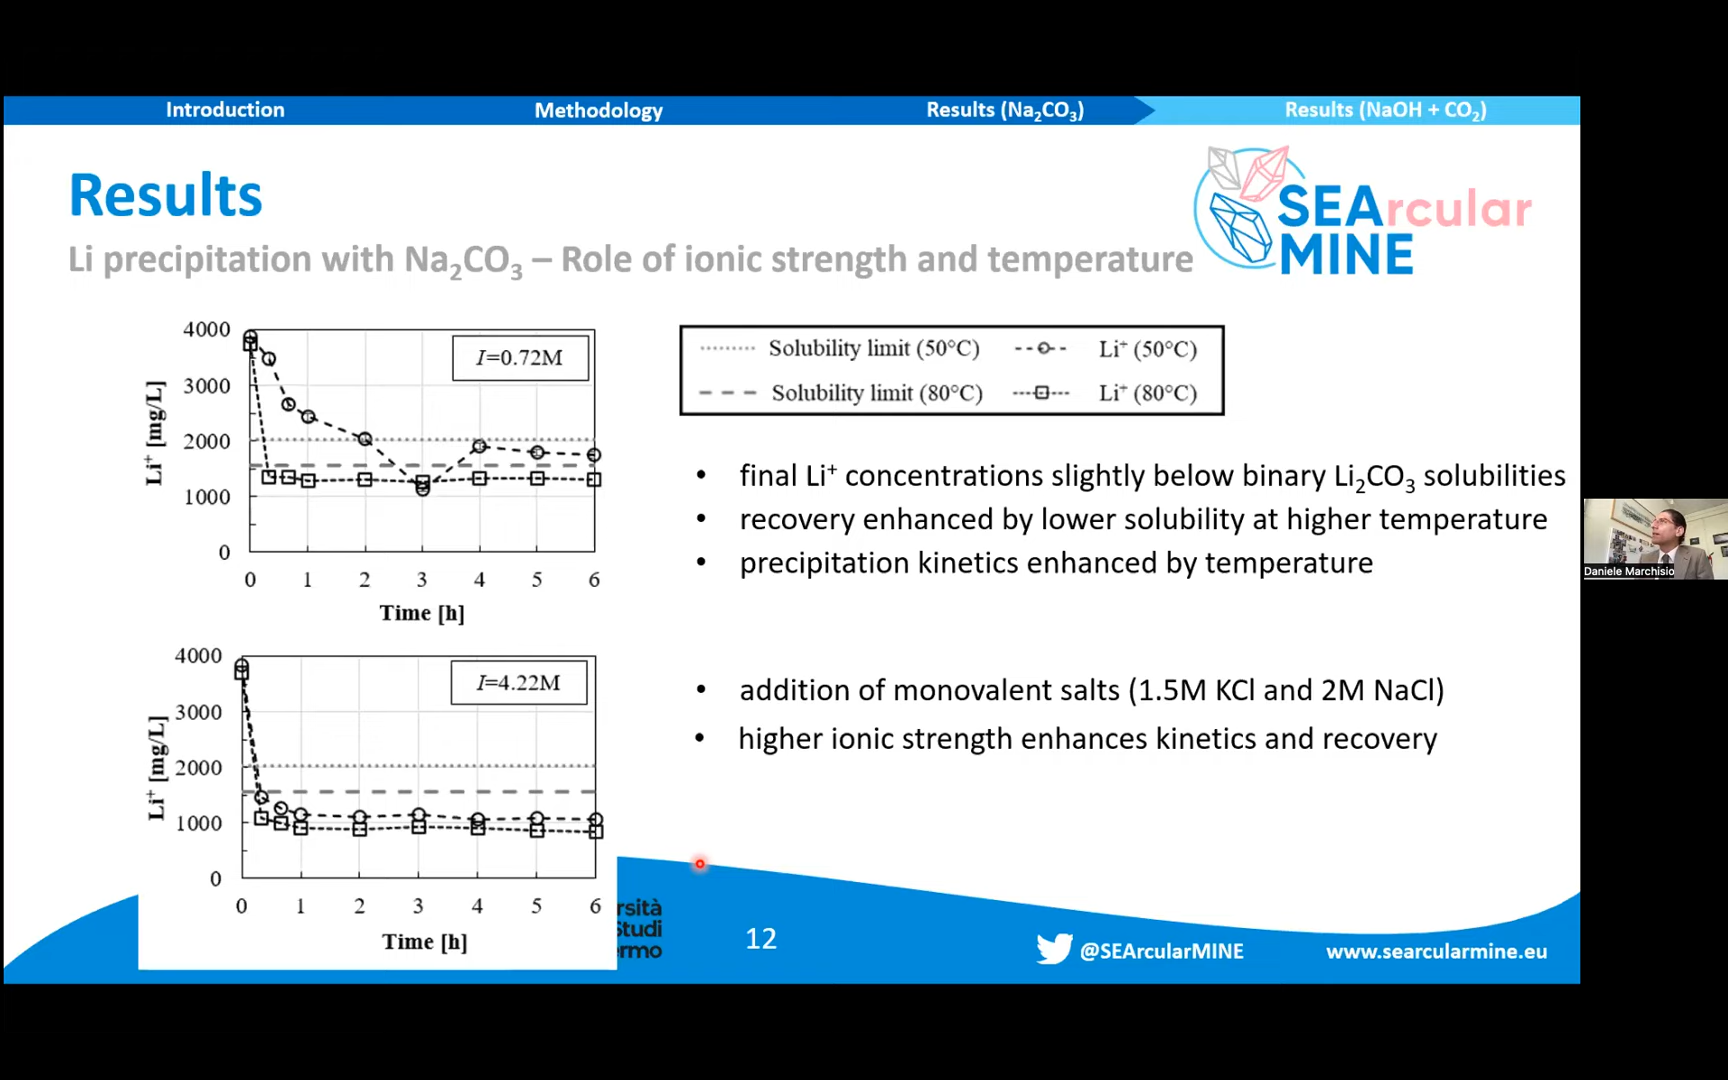 Introduction
Methodology
Results (Na₂CO₃)
Results (NaOH + CO₂)
Results
SEArcular
MINE
Li precipitation with Na₂CO₃ – Role of ionic strength and temperature
4000
3000
2000
1000
0
Li⁺ [mg/L]
I=0.72M
0 1 2 3 4 5 6
Time [h]
Solubility limit (50°C)
Li⁺ (50°C)
Solubility limit (80°C)
Li⁺ (80°C)
• final Li⁺ concentrations slightly below binary Li₂CO₃ solubilities
• recovery enhanced by lower solubility at higher temperature
• precipitation kinetics enhanced by temperature
Daniele Marchisio
4000
3000
2000
1000
0
Li⁺ [mg/L]
I=4.22M
0 1 2 3 4 5 6
Time [h]
• addition of monovalent salts (1.5M KCl and 2M NaCl)
• higher ionic strength enhances kinetics and recovery
rsità
Studi
ermo
12
@SEArcularMINE
www.searcularmine.eu